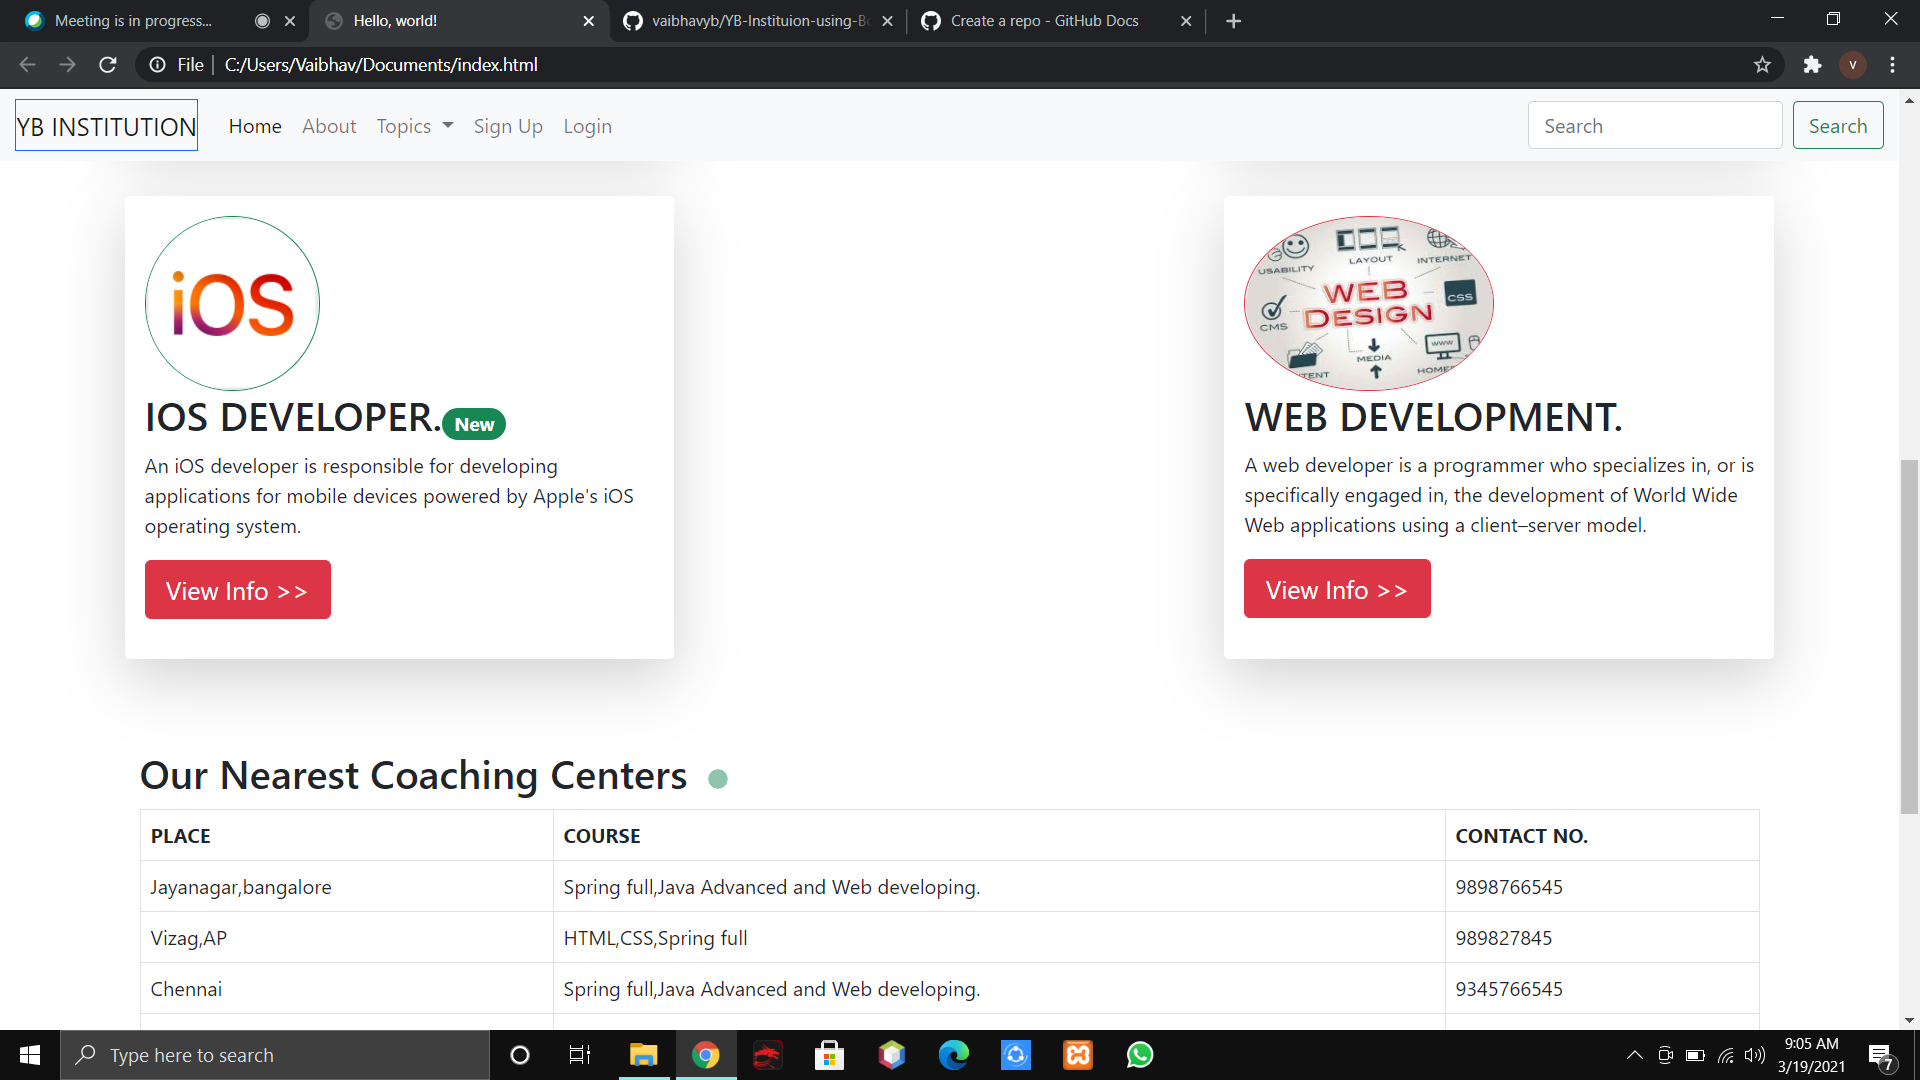 Meeting is in progress...
Hello, world!
vaibhavyb/YB-Instituion-using-Bo
Create a repo - GitHub Docs
File
C:/Users/Vaibhav/Documents/index.html
V
YB INSTITUTION
Home
About
Topics
Sign Up
Login
Search
Search
iOS
USABILITY
LAYOUT
INTERNET
WEB
DESIGN
CSS
CMS
MEDIA
WWW
TENT
HOME
IOS DEVELOPER.
New
An iOS developer is responsible for developing
applications for mobile devices powered by Apple's iOS
operating system.
View Info >>
WEB DEVELOPMENT.
A web developer is a programmer who specializes in, or is
specifically engaged in, the development of World Wide
Web applications using a client–server model.
View Info >>
Our Nearest Coaching Centers
PLACE COURSE CONTACT NO.
Jayanagar,bangalore Spring full,Java Advanced and Web developing. 9898766545
Vizag,AP HTML,CSS,Spring full 989827845
Chennai Spring full,Java Advanced and Web developing. 9345766545
Type here to search
9:05 AM
3/19/2021
7